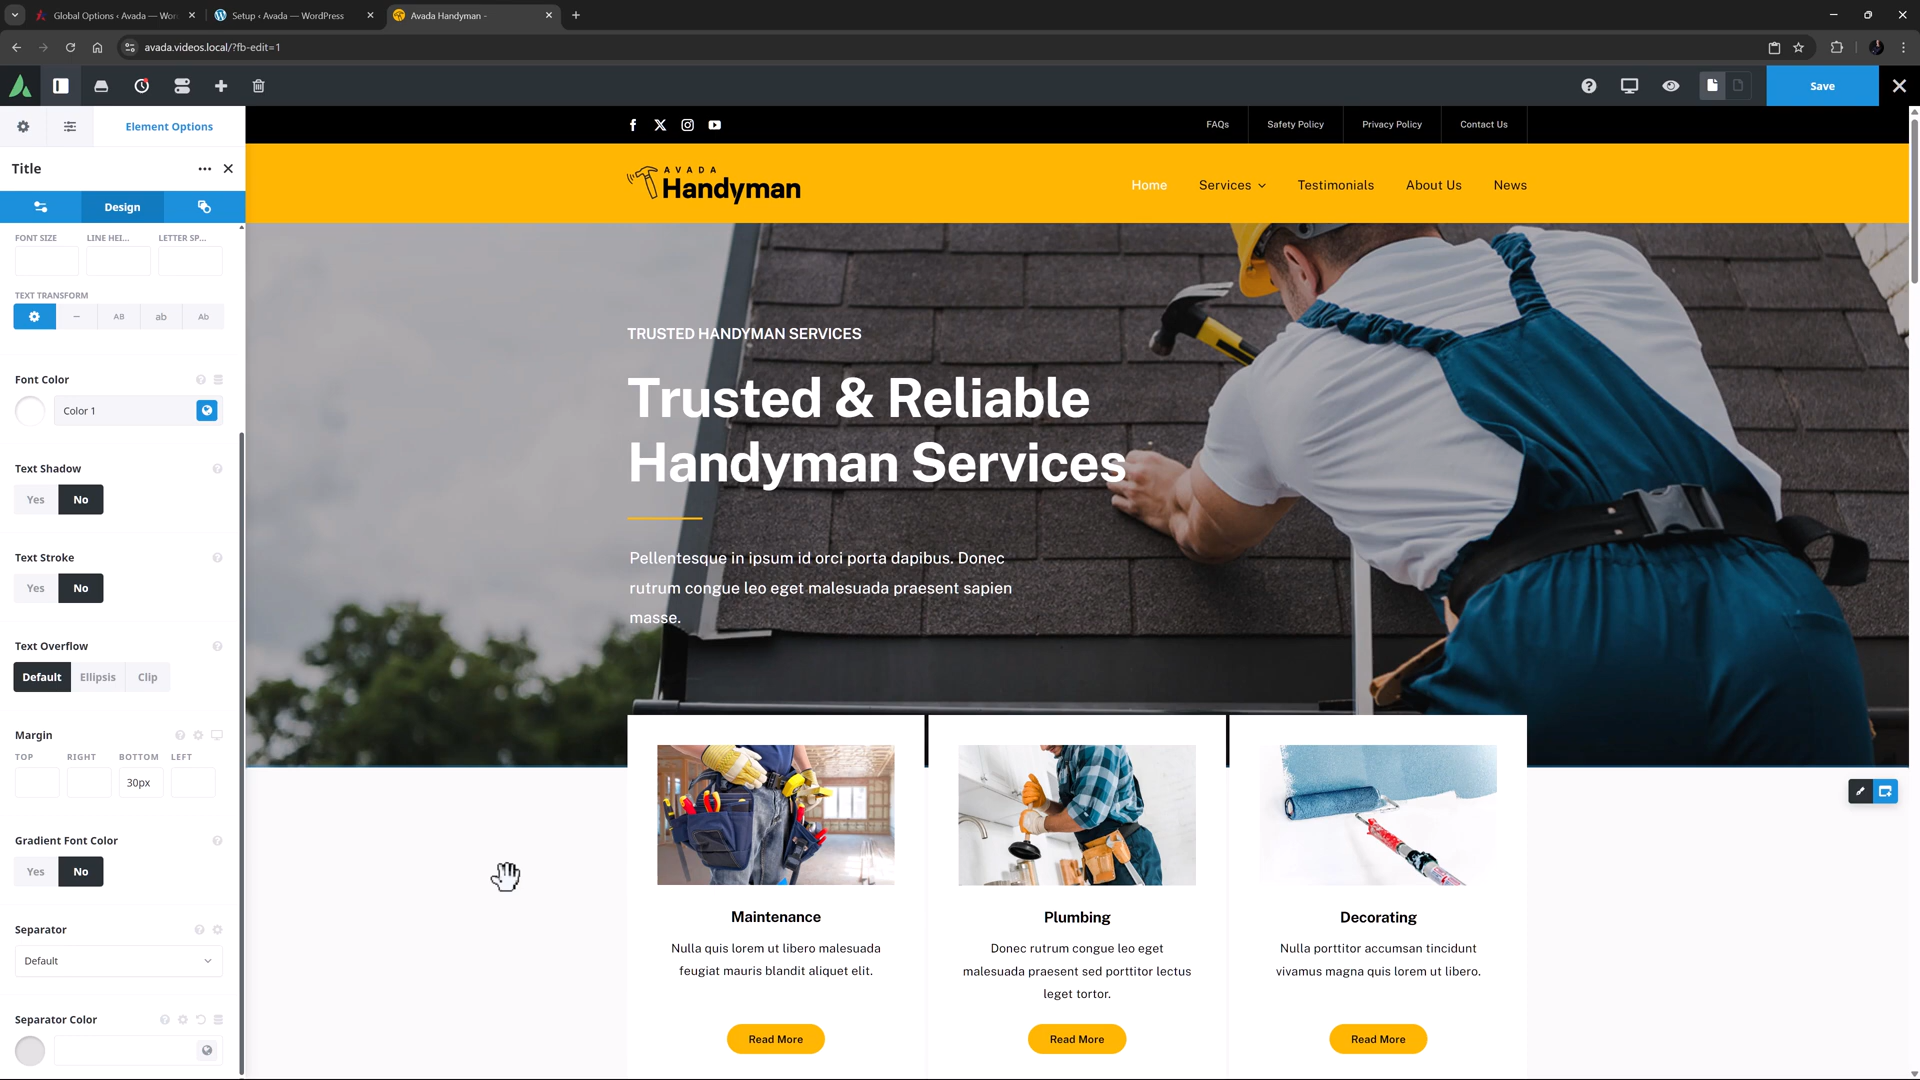 Global Options ‹ Avada — Wor
Setup ‹ Avada — WordPress
Avada Handyman -
avada.videos.local/?fb-edit=1
Save
Element Options
Title
Design
FONT SIZE
LINE HEI...
LETTER SP...
TEXT TRANSFORM
AB
ab
Ab
Font Color
Color 1
Text Shadow
Yes
No
Text Stroke
Yes
No
Text Overflow
Default
Ellipsis
Clip
Margin
TOP
RIGHT
BOTTOM
LEFT
30px
Gradient Font Color
Yes
No
Separator
Default
Separator Color
FAQs
Safety Policy
Privacy Policy
Contact Us
AVADA
Handyman
Home
Services
Testimonials
About Us
News
TRUSTED HANDYMAN SERVICES
Trusted & Reliable
Handyman Services
Pellentesque in ipsum id orci porta dapibus. Donec
rutrum congue leo eget malesuada praesent sapien
masse.
Maintenance
Nulla quis lorem ut libero malesuada
feugiat mauris blandit aliquet elit.
Read More
Plumbing
Donec rutrum congue leo eget
malesuada praesent sed porttitor lectus
leget tortor.
Read More
Decorating
Nulla porttitor accumsan tincidunt
vivamus magna quis lorem ut libero.
Read More